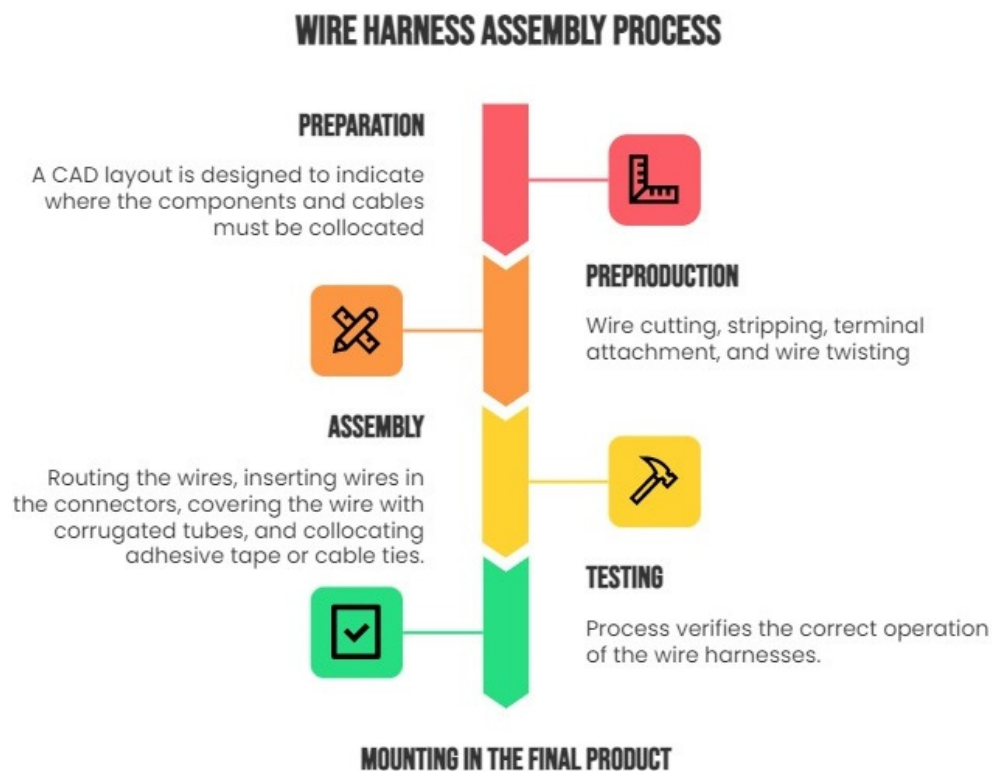 WIRE HARNESS ASSEMBLY PROCESS
PREPARATION
A CAD layout is designed to indicate
where the components and cables
must be collocated
PREPRODUCTION
Wire cutting, stripping, terminal
attachment, and wire twisting
ASSEMBLY
Routing the wires, inserting wires in
the connectors, covering the wire with
corrugated tubes, and collocating
adhesive tape or cable ties.
TESTING
Process verifies the correct operation
of the wire harnesses.
MOUNTING IN THE FINAL PRODUCT